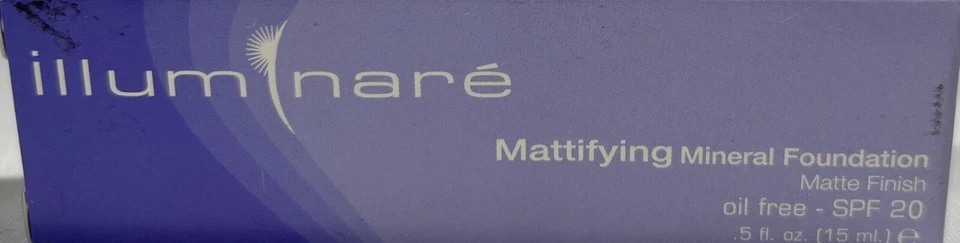 illuminaré
Mattifying Mineral Foundation
Matte Finish
oil free - SPF 20
.5 fl. oz. (15 ml.) ℮